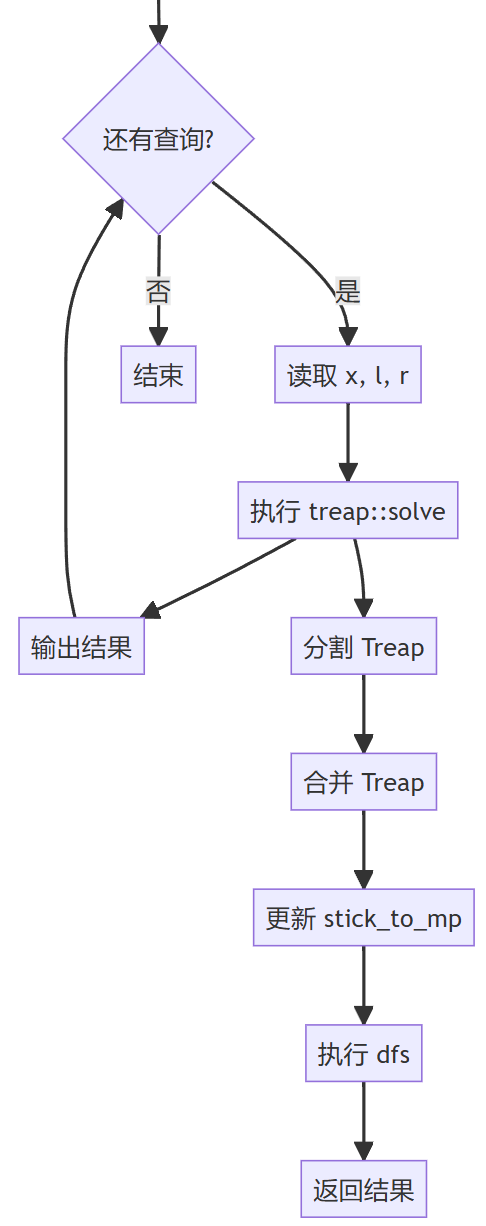 还有查询?
否
是
结束
读取 x, l, r
执行 treap::solve
输出结果
分割 Treap
合并 Treap
更新 stick_to_mp
执行 dfs
返回结果